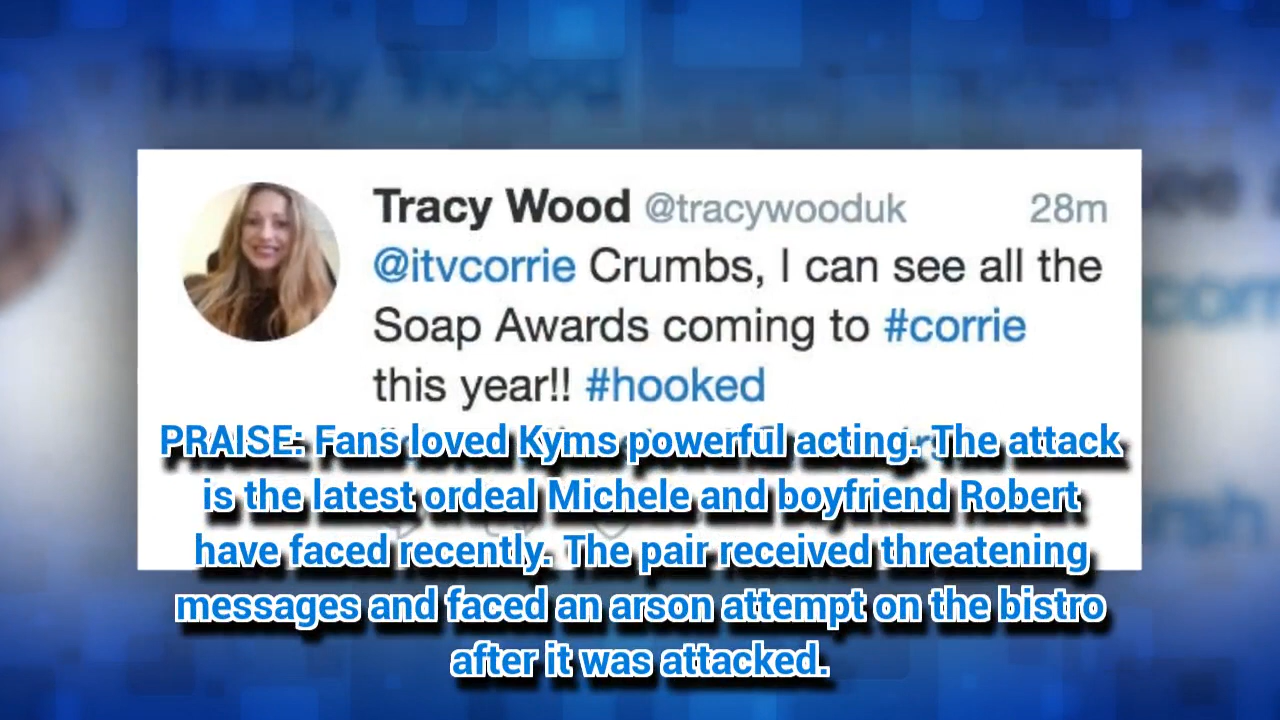 Tracy Wood @tracywooduk 28m
@itvcorrie Crumbs, I can see all the
Soap Awards coming to #corrie
this year!! #hooked
PRAISE: Fans loved Kyms powerful acting. The attack
is the latest ordeal Michele and boyfriend Robert
have faced recently. The pair received threatening
messages and faced an arson attempt on the bistro
after it was attacked.